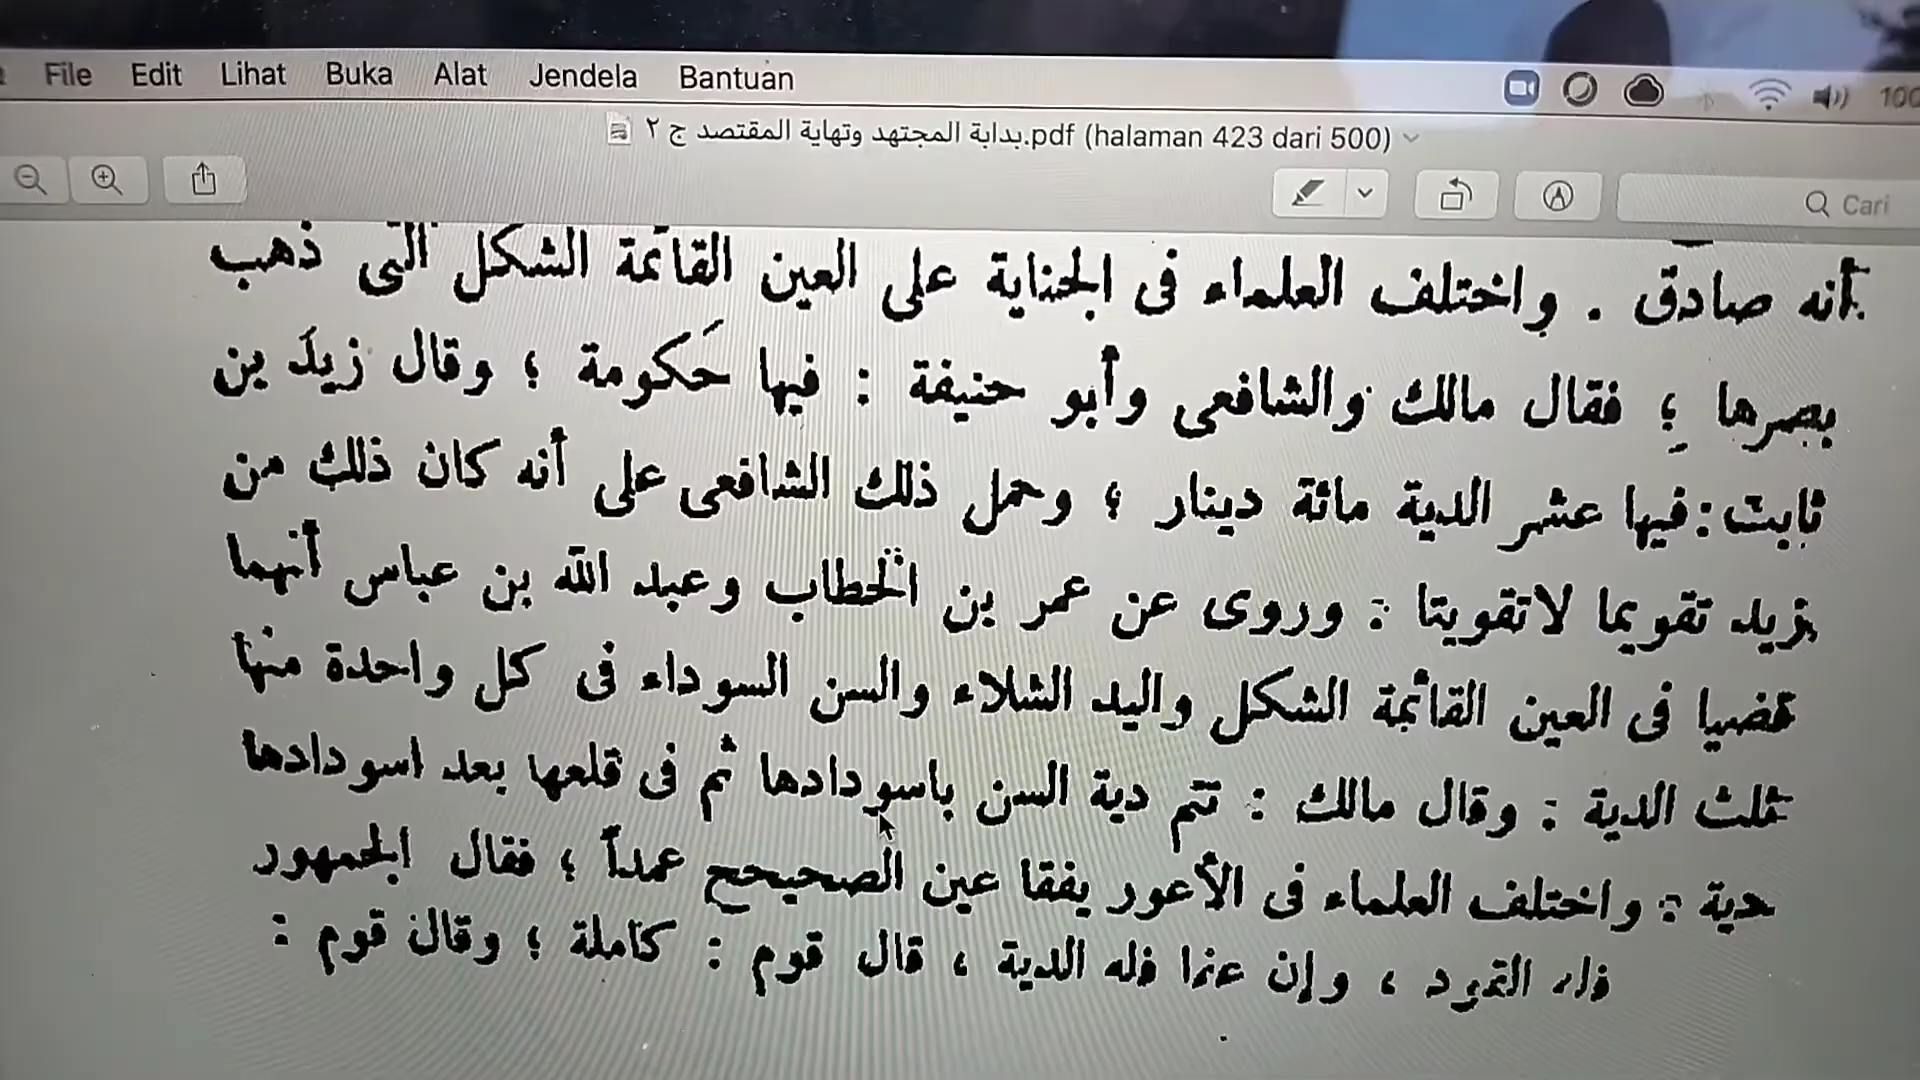 File Edit Lihat Buka Alat Jendela Bantuan
100
بداية المجتهد وتهاية المقتصد ج ٢.pdf (halaman 423 dari 500)
Cari
أنه صادق . واختلف العلماء فى الجناية على العين القائمة الشكل التى ذهب
بصرها ؛ فقال مالك والشافعى وأبو حنيفة : فيها حَكومة ؛ وقال زيد بن
ثابت : فيها عشر الدية مائة دينار ؛ وحمل ذلك الشافعى على أنه كان ذلك من
زيد تقويما لاتقويتا : وروى عن عمر بن الخطاب وعبد الله بن عباس أنهما
قضيا فى العين القائمة الشكل واليد الشلاء والسن السوداء فى كل واحدة منها
ثلث الدية : وقال مالك : تتم دية السن باسودادها ثم فى قلعها بعد اسودادها
دية : واختلف العلماء فى الأعور يفقا عين الصحيح عمداً ؛ فقال الجمهور
له القود ، وإن عفا فله الدية ، قال قوم : كاملة ؛ وقال قوم :